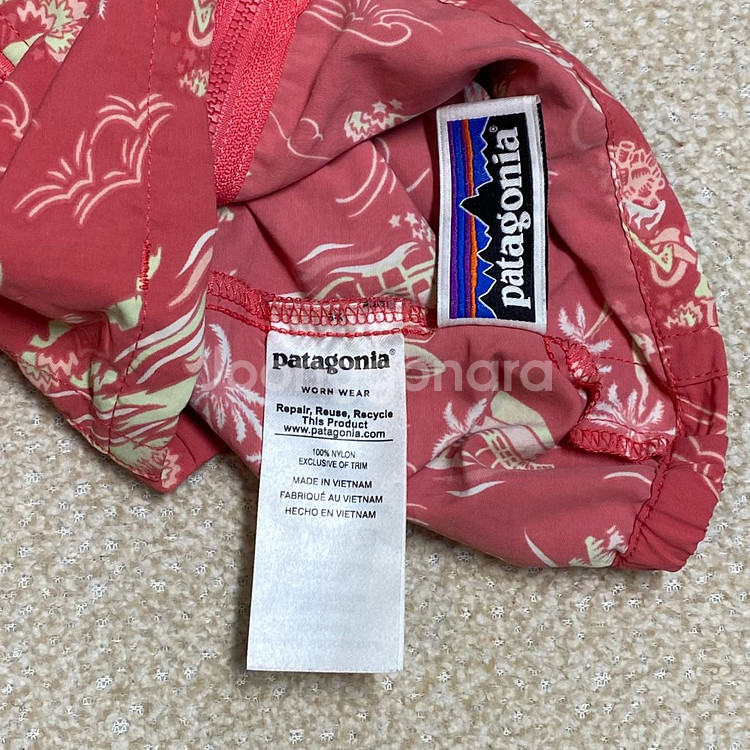 patagonia®
patagonia®
WORN WEAR
Repair, Reuse, Recycle
This Product
www.patagonia.com
100% NYLON
EXCLUSIVE OF TRIM
MADE IN VIETNAM
FABRIQUÉ AU VIETNAM
HECHO EN VIETNAM